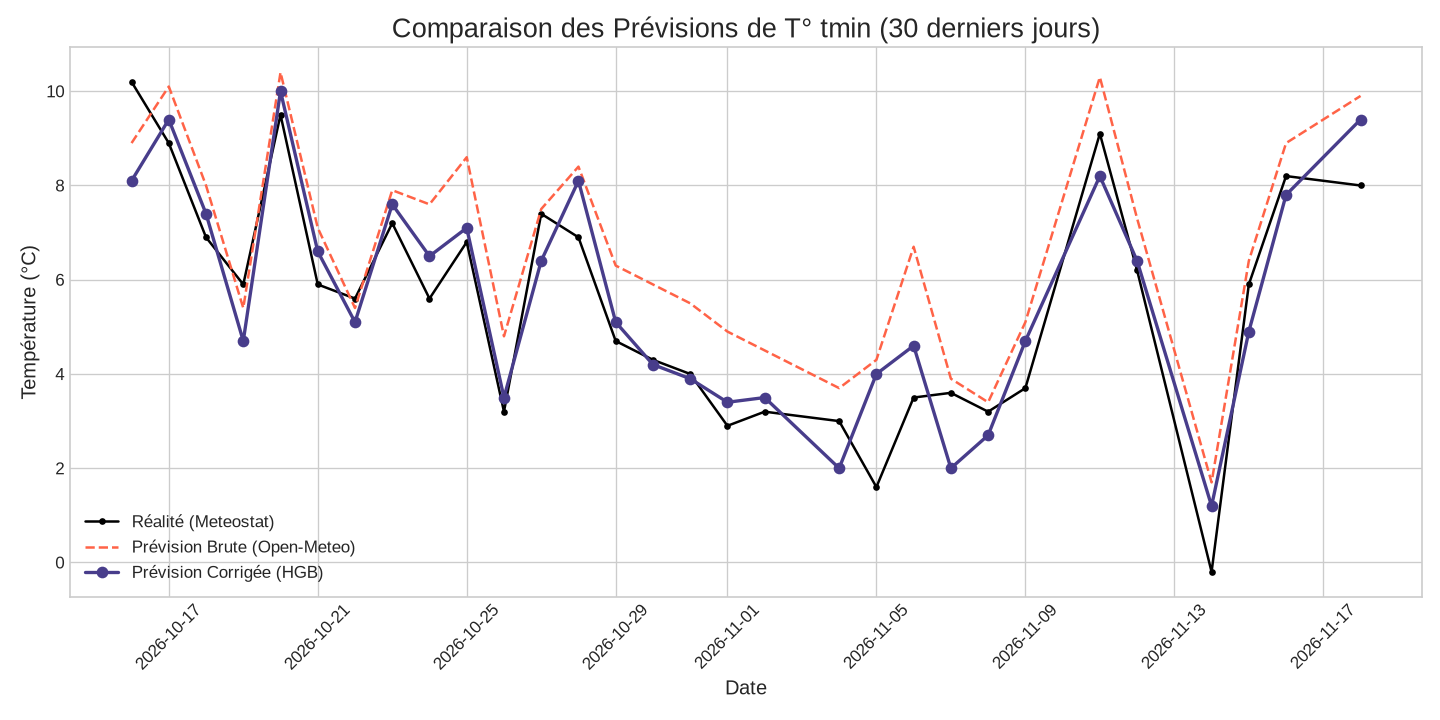 Comparaison des Prévisions de T° tmin (30 derniers jours)
Température (°C)
10
8
6
4
2
0
Réalité (Meteostat)
Prévision Brute (Open-Meteo)
Prévision Corrigée (HGB)
2026-10-17
2026-10-21
2026-10-25
2026-10-29
2026-11-01
2026-11-05
2026-11-09
2026-11-13
2026-11-17
Date